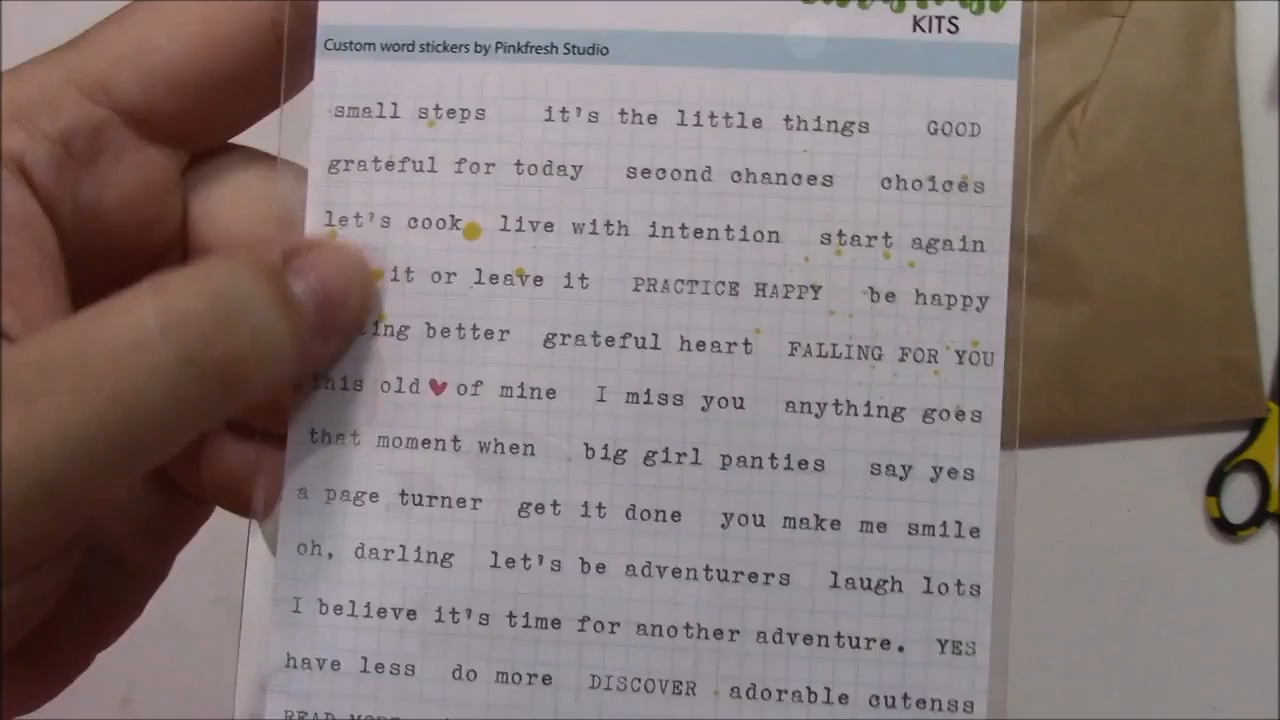 KITS
Custom word stickers by Pinkfresh Studio
small steps it's the little things GOOD
grateful for today second chances choices
let's cook live with intention start again
it or leave it PRACTICE HAPPY be happy
better grateful heart FALLING FOR YOU
this old ♥ of mine I miss you anything goes
that moment when big girl panties say yes
a page turner get it done you make me smile
oh, darling let's be adventurers laugh lots
I believe it's time for another adventure. YES
have less do more DISCOVER adorable cutenss
READ MORE